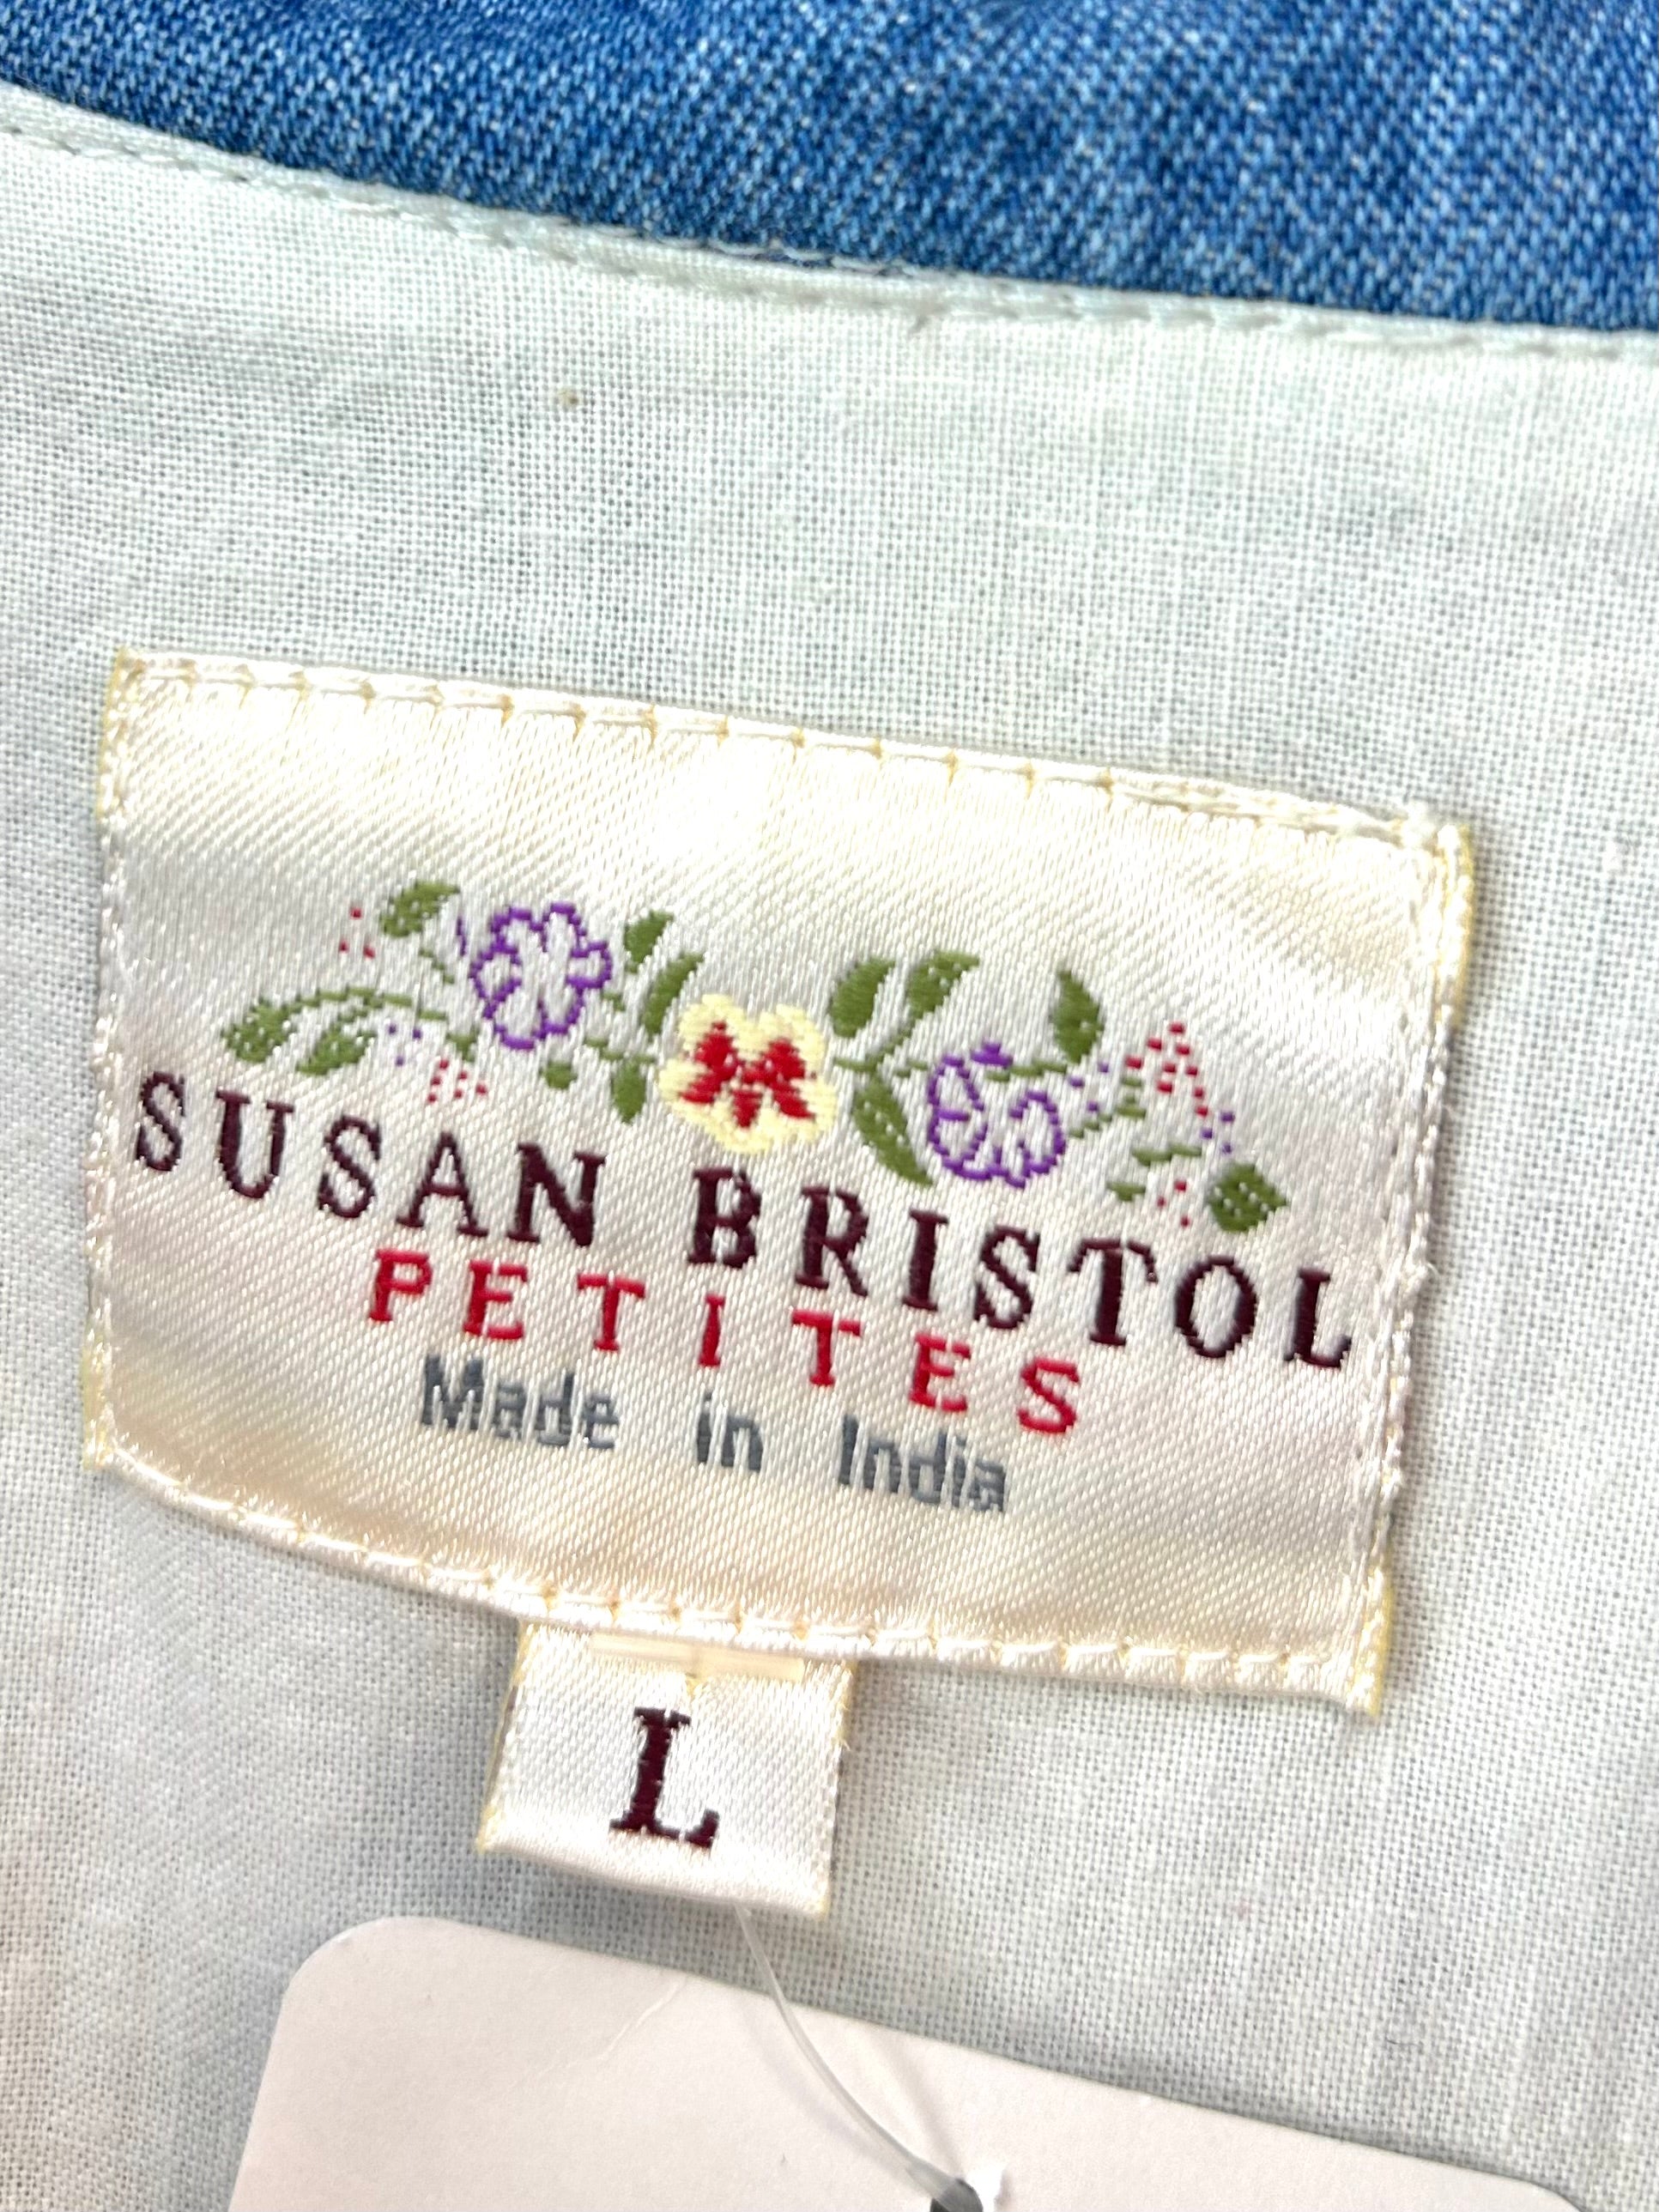 SUSAN BRISTOL
PETITES
Made in India
L